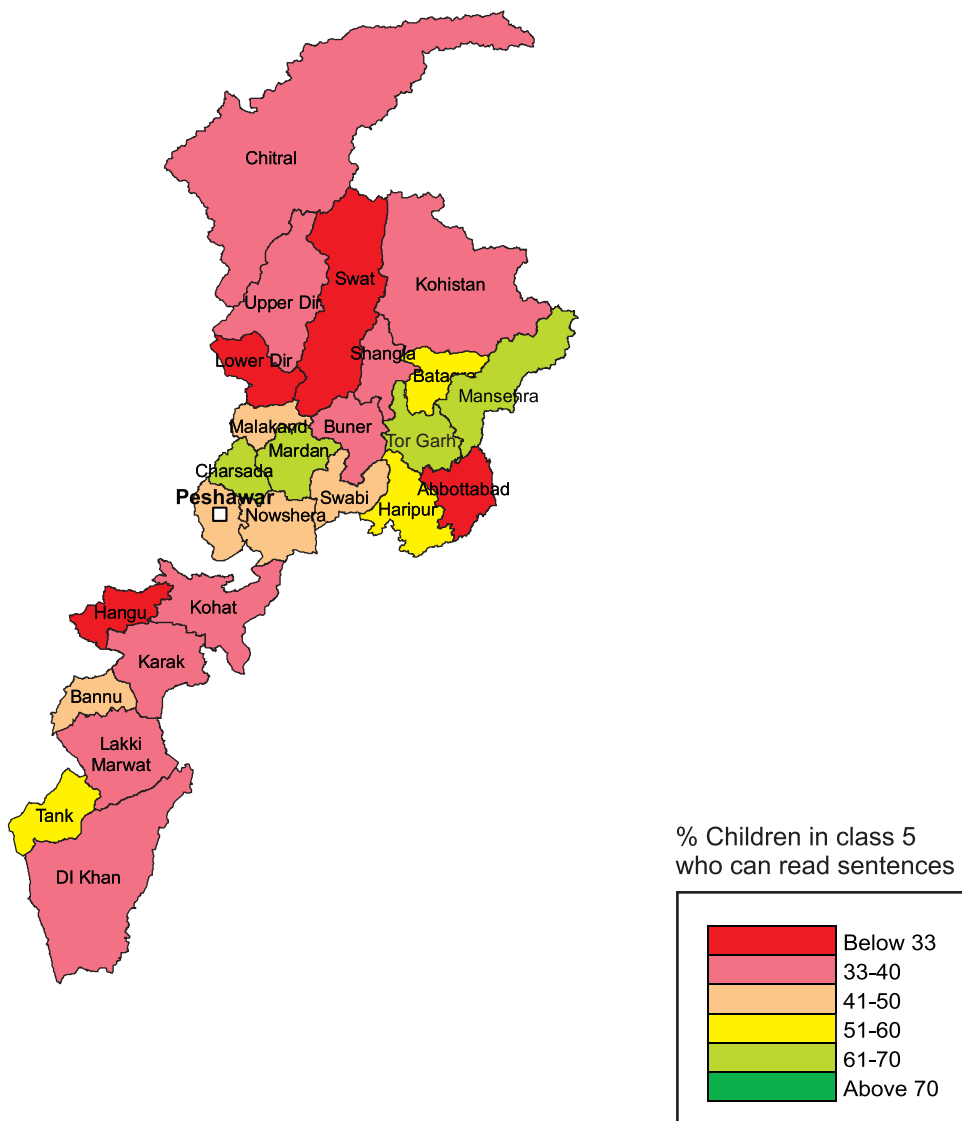 Chitral
Swat
Kohistan
Upper Dir
Shangla
Lower Dir
Batagra
Mansehra
Malakand
Buner
Mardan
Tor Garh
Charsada
Abbottabad
Peshawar
Swabi
Nowshera
Haripur
Hangu
Kohat
Karak
Bannu
Lakki
Marwat
Tank
DI Khan
% Children in class 5
who can read sentences
Below 33
33-40
41-50
51-60
61-70
Above 70